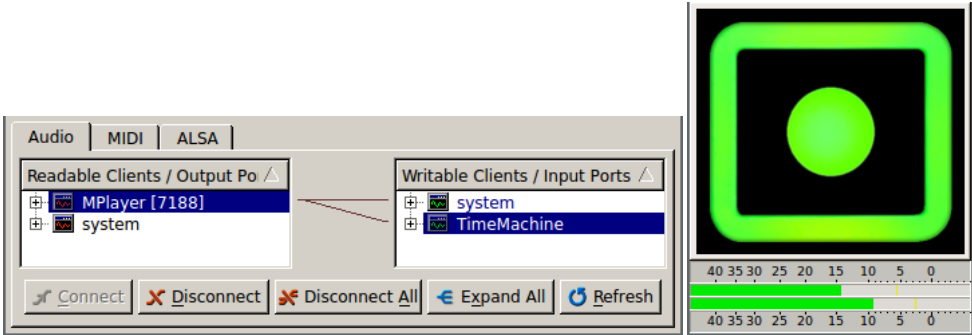 Audio MIDI ALSA
Readable Clients / Output Po
MPlayer [7188]
system
Writable Clients / Input Ports
system
TimeMachine
Connect Disconnect Disconnect All Expand All Refresh
40 35 30 25 20 15 10 5 0
40 35 30 25 20 15 10 5 0